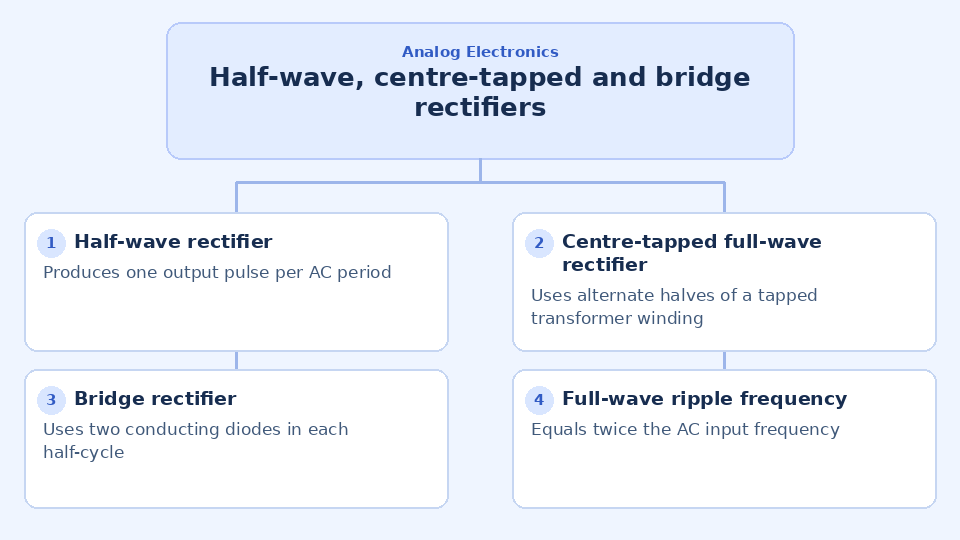 Analog Electronics
Half-wave, centre-tapped and bridge
rectifiers
1 Half-wave rectifier
Produces one output pulse per AC period
2 Centre-tapped full-wave
rectifier
Uses alternate halves of a tapped
transformer winding
3 Bridge rectifier
Uses two conducting diodes in each
half-cycle
4 Full-wave ripple frequency
Equals twice the AC input frequency